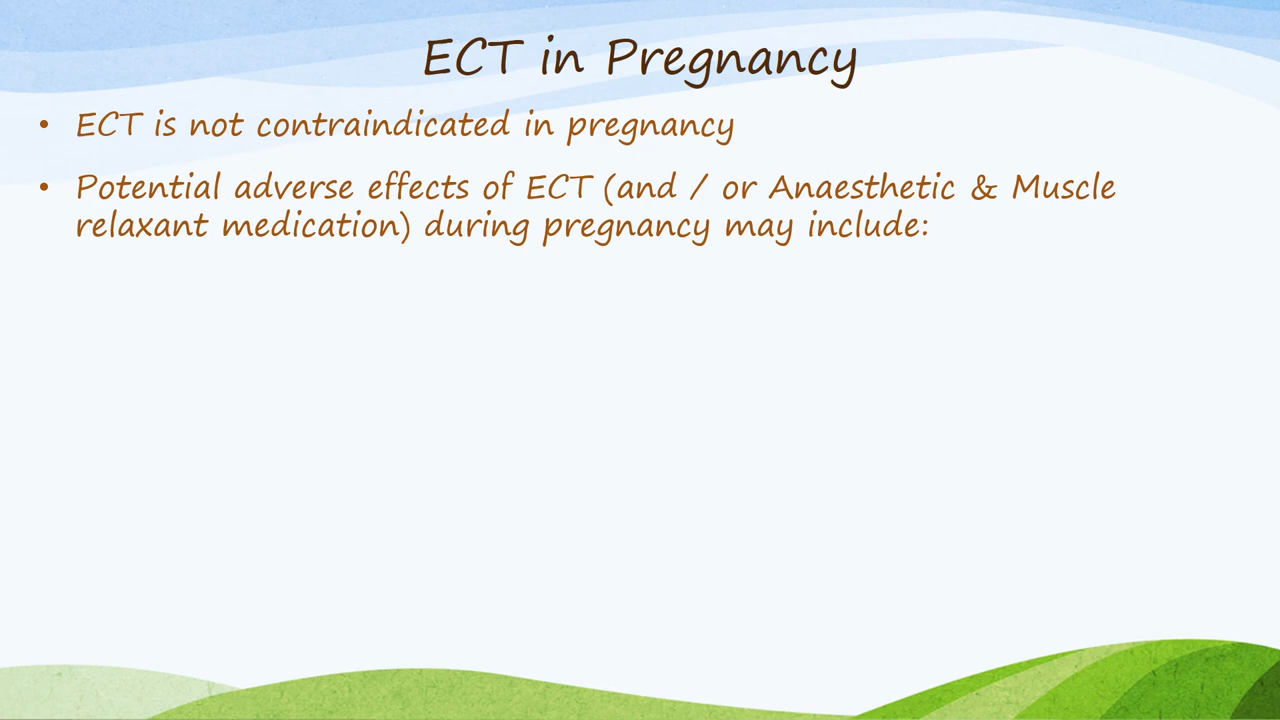 ECT in Pregnancy
• ECT is not contraindicated in pregnancy
• Potential adverse effects of ECT (and / or Anaesthetic & Muscle
relaxant medication) during pregnancy may include: